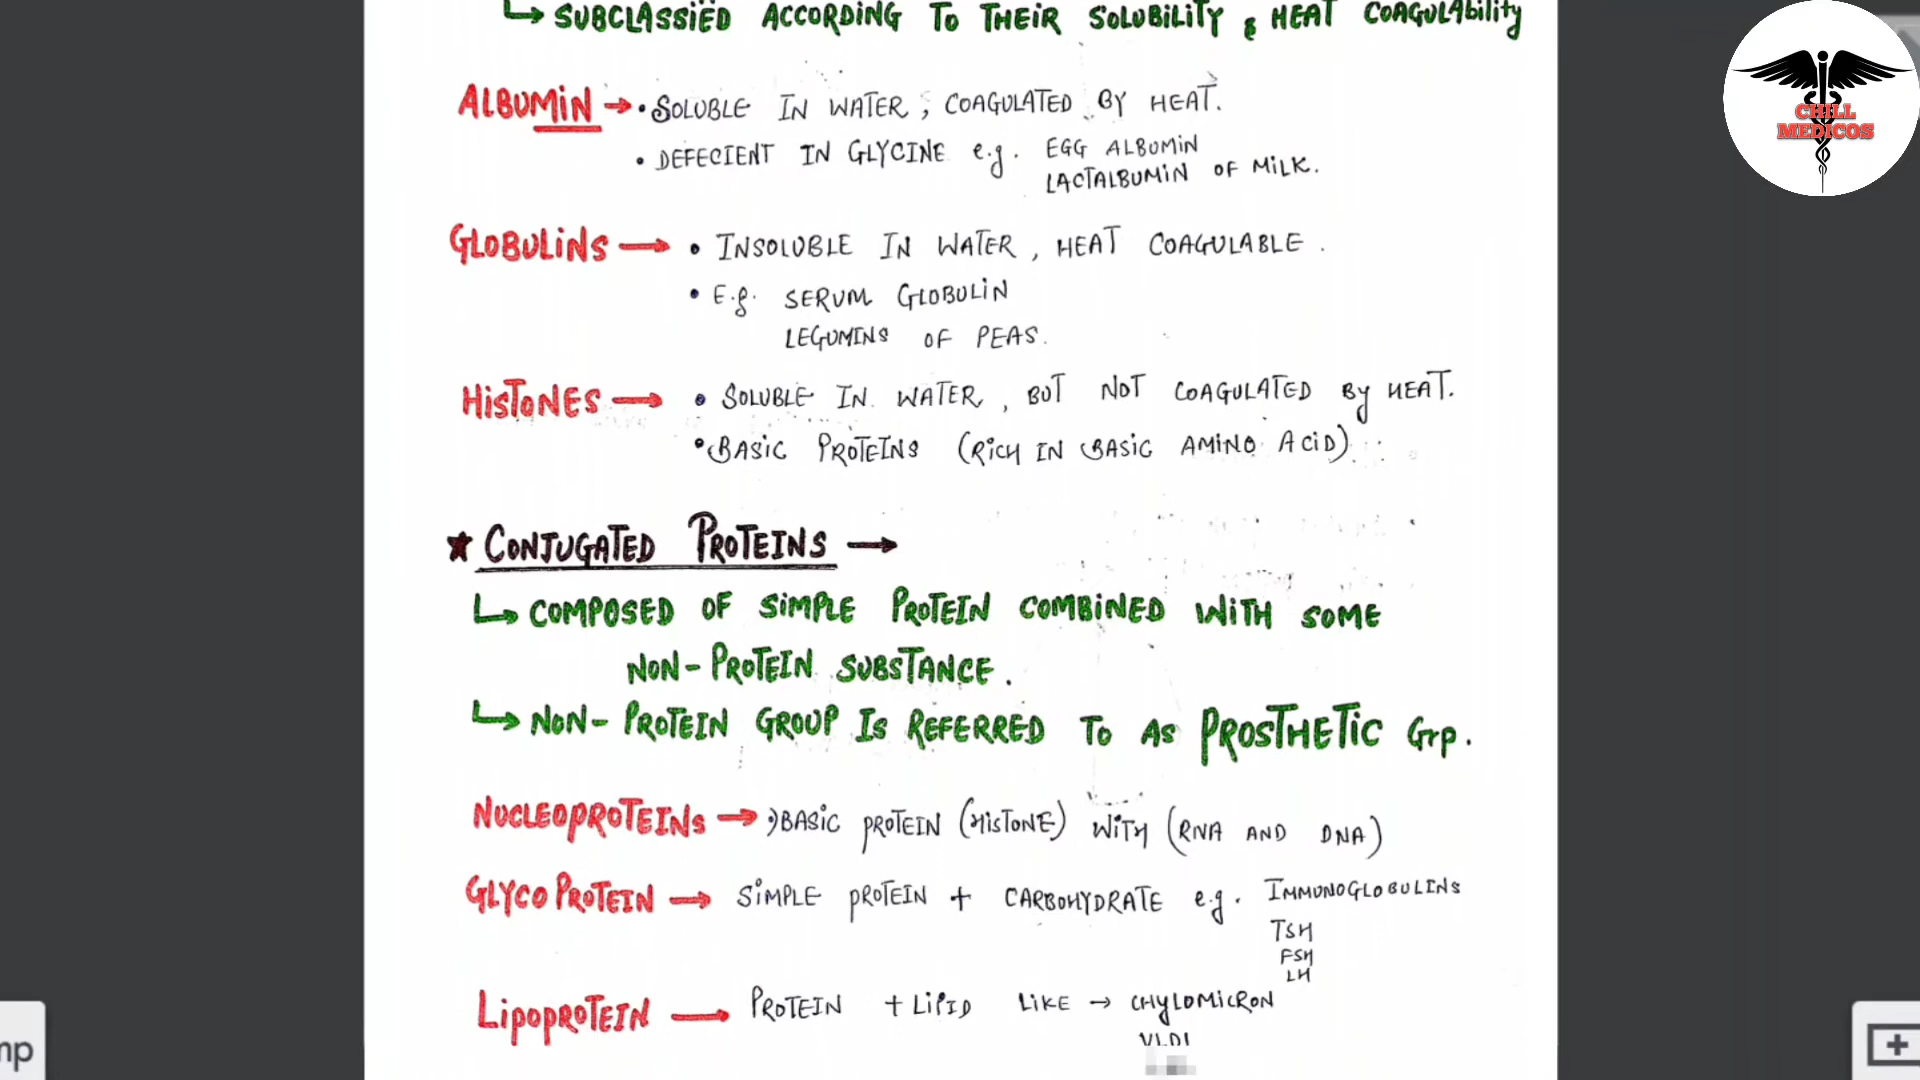 ↳ SUBCLASSIED ACCORDING TO THEIR SOLUBILITY & HEAT COAGULABILITY
ALBUMIN → • SOLUBLE IN WATER, COAGULATED BY HEAT.
• DEFECIENT IN GLYCINE e.g. EGG ALBUMIN
LACTALBUMIN OF MILK.
GLOBULINS → • INSOLUBLE IN WATER, HEAT COAGULABLE.
• E.g. SERUM GLOBULIN
LEGUMINS OF PEAS.
HISTONES → • SOLUBLE IN WATER, BUT NOT COAGULATED BY HEAT.
• BASIC PROTEINS (RICH IN BASIC AMINO ACID)
★ CONJUGATED PROTEINS →
↳ COMPOSED OF SIMPLE PROTEIN COMBINED WITH SOME
NON-PROTEIN SUBSTANCE.
↳ NON-PROTEIN GROUP IS REFERRED TO AS PROSTHETIC Grp.
NUCLEOPROTEINS → BASIC PROTEIN (HISTONE) WITH (RNA AND DNA)
GLYCOPROTEIN → SIMPLE PROTEIN + CARBOHYDRATE e.g. IMMUNOGLOBULINS
TSH
FSH
LH
LIPOPROTEIN → PROTEIN + LIPID LIKE → CHYLOMICRON
VLDL
CHILL
MEDICOS
mp